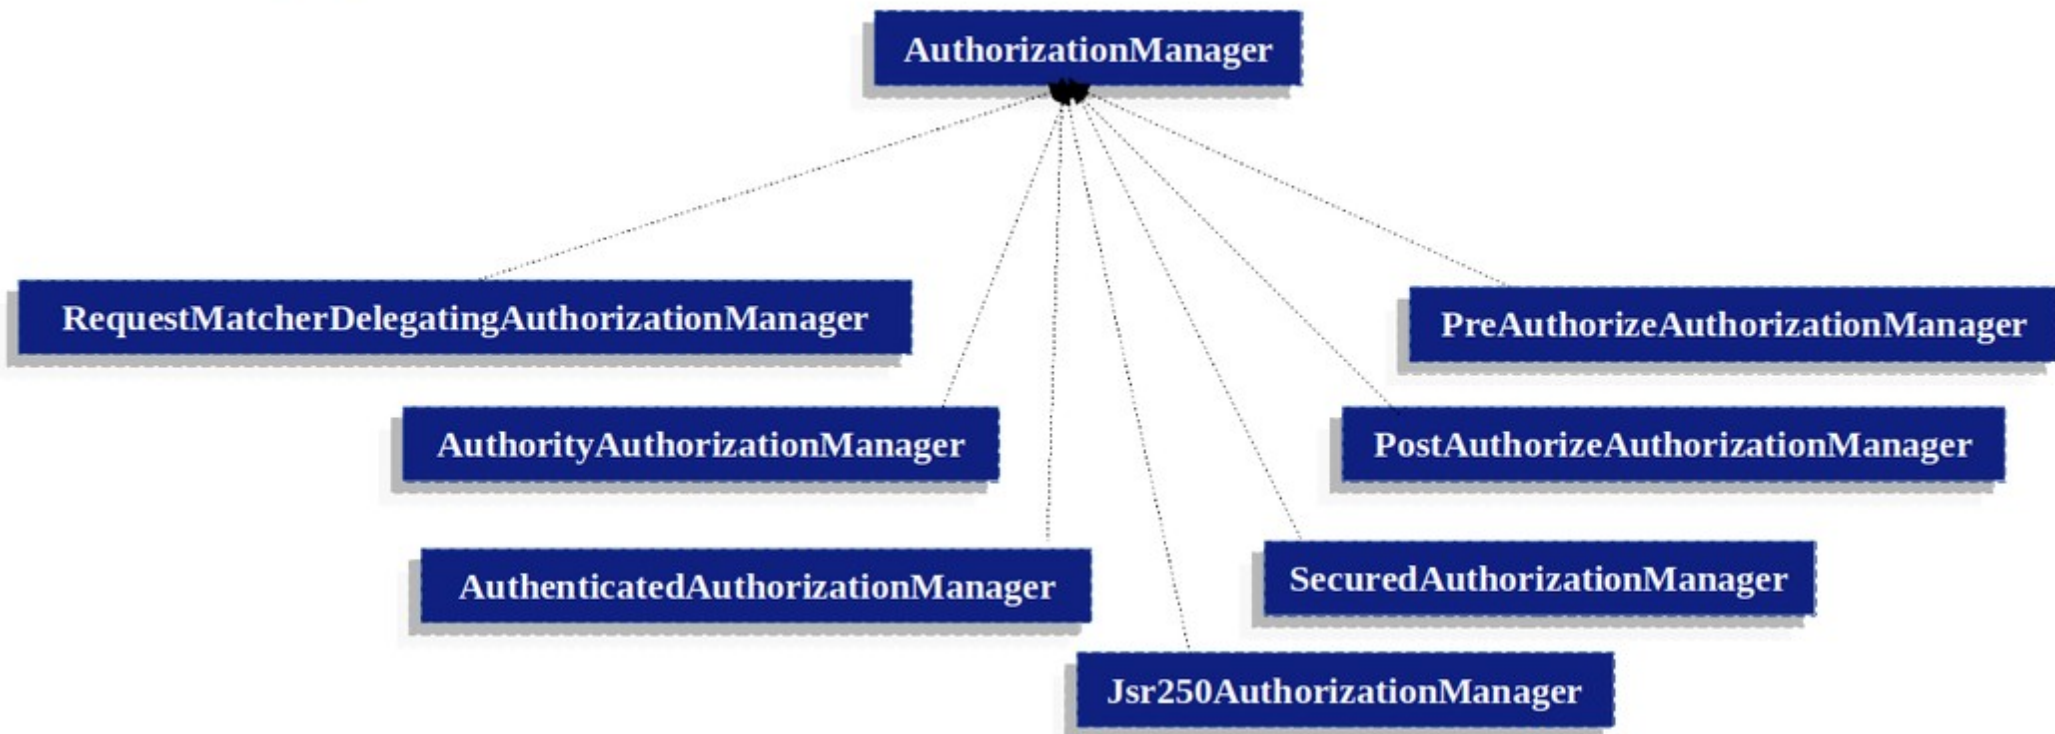 AuthorizationManager
RequestMatcherDelegatingAuthorizationManager
PreAuthorizeAuthorizationManager
AuthorityAuthorizationManager
PostAuthorizeAuthorizationManager
AuthenticatedAuthorizationManager
SecuredAuthorizationManager
Jsr250AuthorizationManager